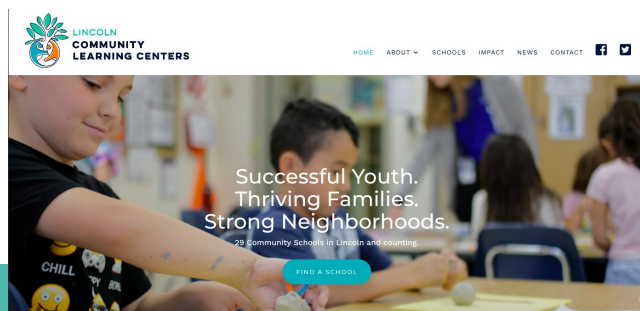 LINCOLN
COMMUNITY
LEARNING CENTERS
HOME ABOUT SCHOOLS IMPACT NEWS CONTACT
Successful Youth.
Thriving Families.
Strong Neighborhoods.
29 Community Schools in Lincoln and counting.
FIND A SCHOOL
CHILL